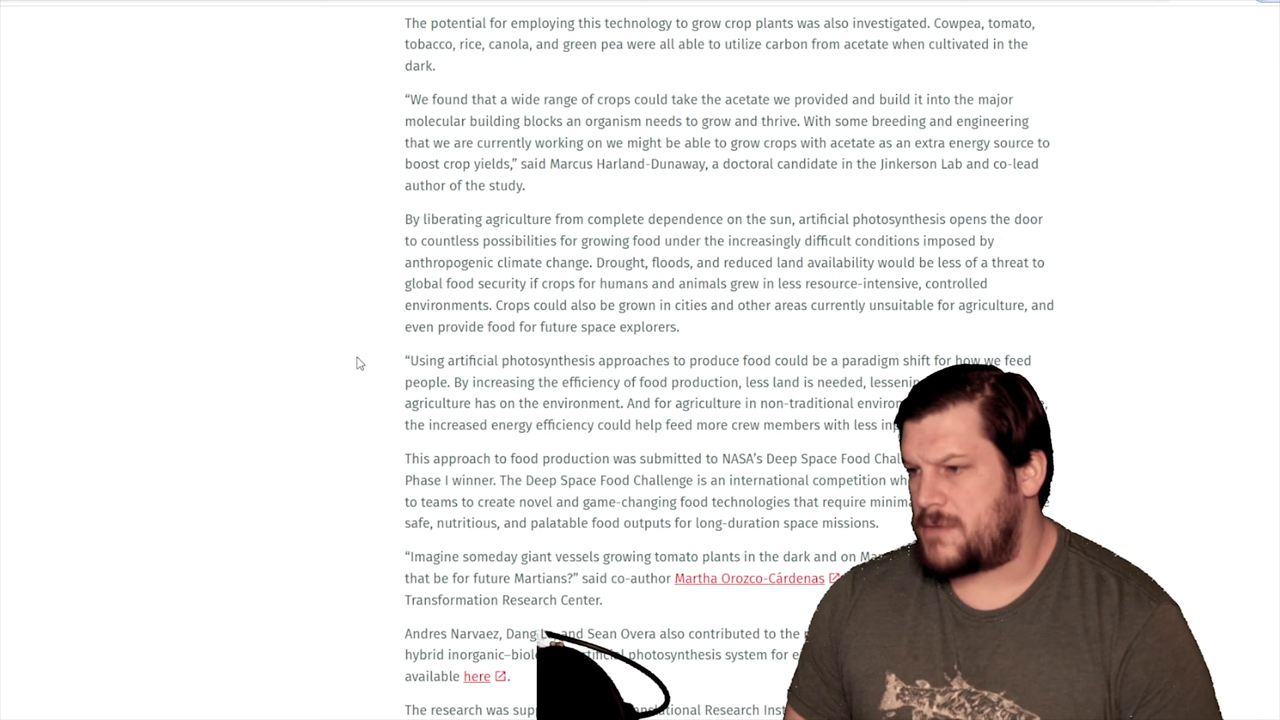 The potential for employing this technology to grow crop plants was also investigated. Cowpea, tomato,
tobacco, rice, canola, and green pea were all able to utilize carbon from acetate when cultivated in the
dark.
“We found that a wide range of crops could take the acetate we provided and build it into the major
molecular building blocks an organism needs to grow and thrive. With some breeding and engineering
that we are currently working on we might be able to grow crops with acetate as an extra energy source to
boost crop yields,” said Marcus Harland-Dunaway, a doctoral candidate in the Jinkerson Lab and co-lead
author of the study.
By liberating agriculture from complete dependence on the sun, artificial photosynthesis opens the door
to countless possibilities for growing food under the increasingly difficult conditions imposed by
anthropogenic climate change. Drought, floods, and reduced land availability would be less of a threat to
global food security if crops for humans and animals grew in less resource-intensive, controlled
environments. Crops could also be grown in cities and other areas currently unsuitable for agriculture, and
even provide food for future space explorers.
“Using artificial photosynthesis approaches to produce food could be a paradigm shift for how we feed
people. By increasing the efficiency of food production, less land is needed,
agriculture has on the environment. And for agriculture in non-traditional
the increased energy efficiency could help feed more crew members with less
This approach to food production was submitted to NASA’s Deep Space Food
Phase I winner. The Deep Space Food Challenge is an international competition
to teams to create novel and game-changing food technologies that require
safe, nutritious, and palatable food outputs for long-duration space missions.
“Imagine someday giant vessels growing tomato plants in the dark and on
that be for future Martians?” said co-author Martha Orozco-Cárdenas
Transformation Research Center.
Andres Narvaez, Dang and Sean Overa also contributed to the
hybrid photosynthesis system for
available here.
The research was